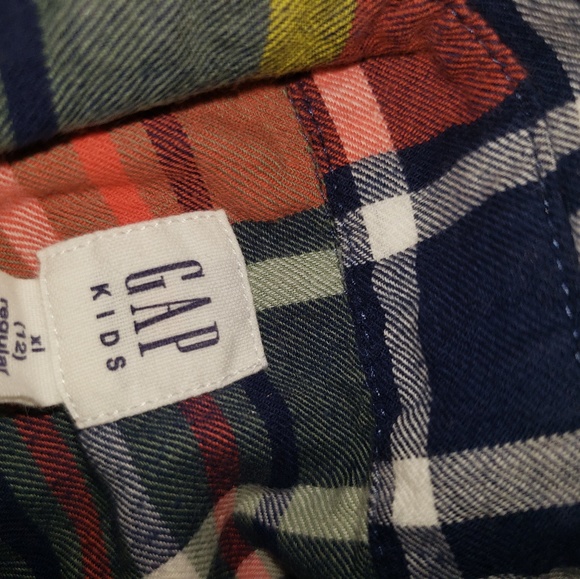 GAP
KIDS
xl
(12)
regular